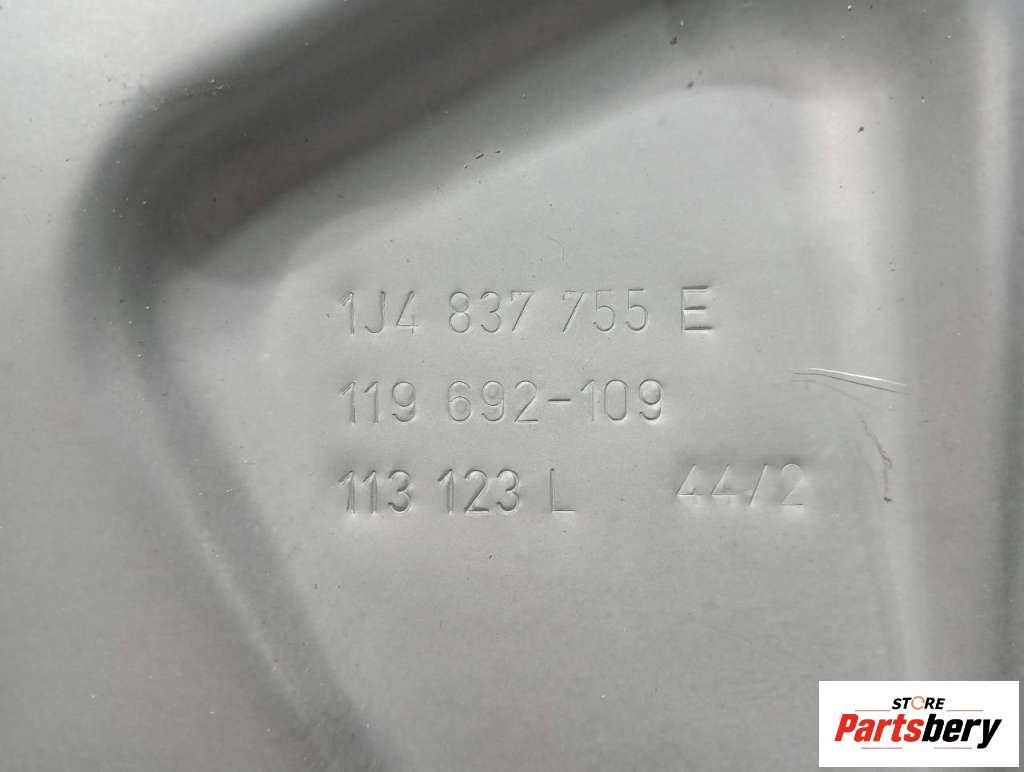 1J4 837 755 E
119 692-109
113 123 L 44/2
STORE
Partsbery